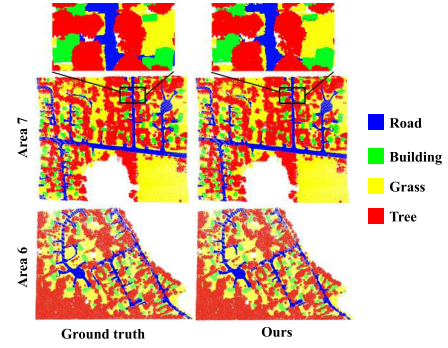 Area 7
Road
Building
Grass
Tree
Area 6
Ground truth
Ours